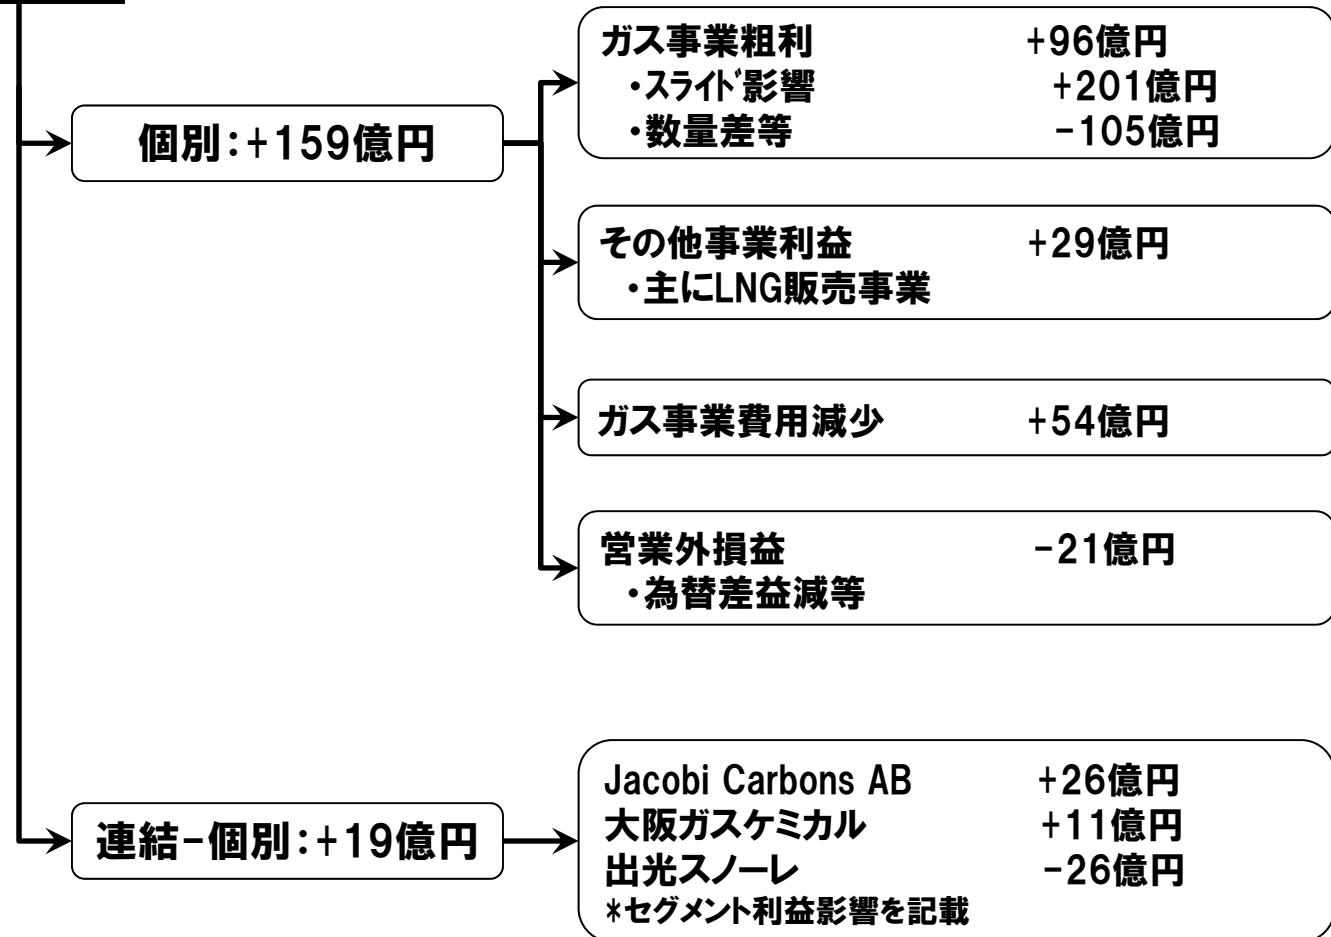 ガス事業粗利 +96億円
・スライド影響 +201億円
・数量差等 -105億円
個別:+159億円
その他事業利益 +29億円
・主にLNG販売事業
ガス事業費用減少 +54億円
営業外損益 -21億円
・為替差益減等
連結-個別:+19億円
Jacobi Carbons AB +26億円
大阪ガスケミカル +11億円
出光スノーレ -26億円
*セグメント利益影響を記載